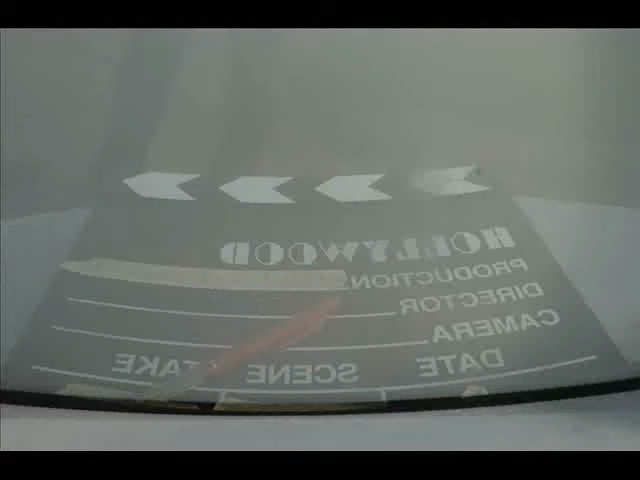 HOLLYWOOD
PRODUCTION
DIRECTOR
CAMERA
DATE SCENE TAKE